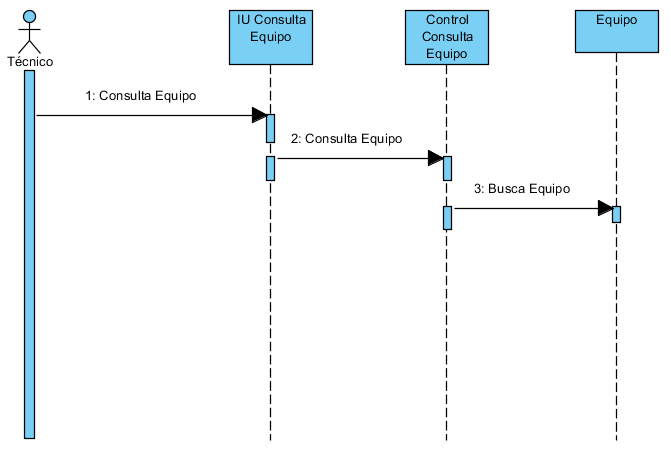 IU Consulta
Equipo
Control
Consulta
Equipo
Equipo
Técnico
1: Consulta Equipo
2: Consulta Equipo
3: Busca Equipo